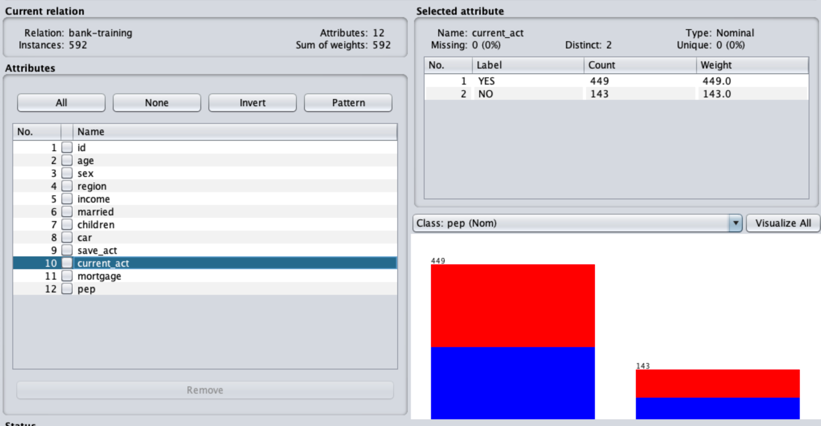 Current relation
Relation: bank-training
Attributes: 12
Instances: 592
Sum of weights: 592
Attributes
All
None
Invert
Pattern
No. Name
1 id
2 age
3 sex
4 region
5 income
6 married
7 children
8 car
9 save_act
10 current_act
11 mortgage
12 pep
Remove
Status
Selected attribute
Name: current_act
Type: Nominal
Missing: 0 (0%)
Distinct: 2
Unique: 0 (0%)
No. Label Count Weight
1 YES 449 449.0
2 NO 143 143.0
Class: pep (Nom)
Visualize All
449
143